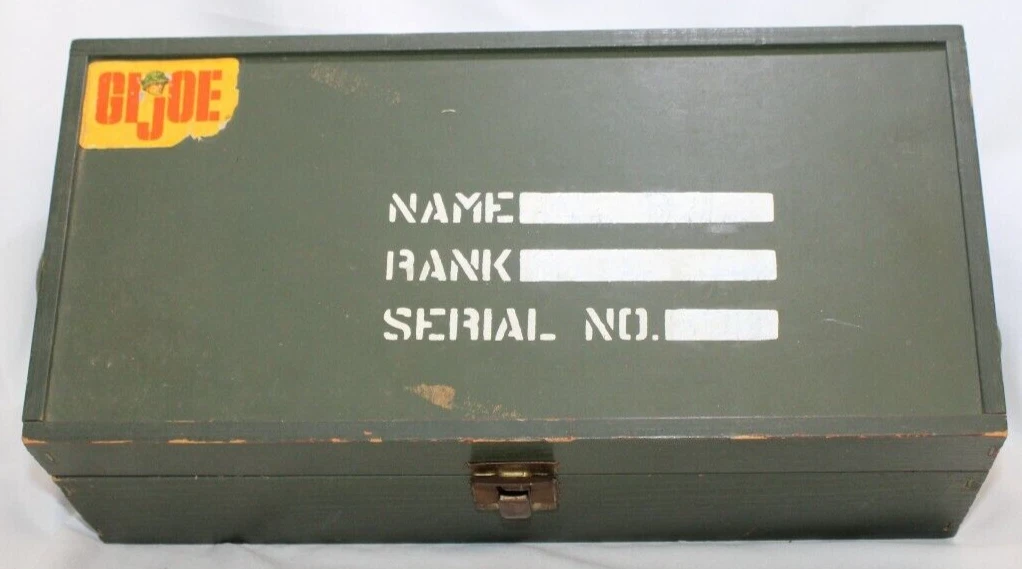 GI JOE
NAME
RANK
SERIAL NO.